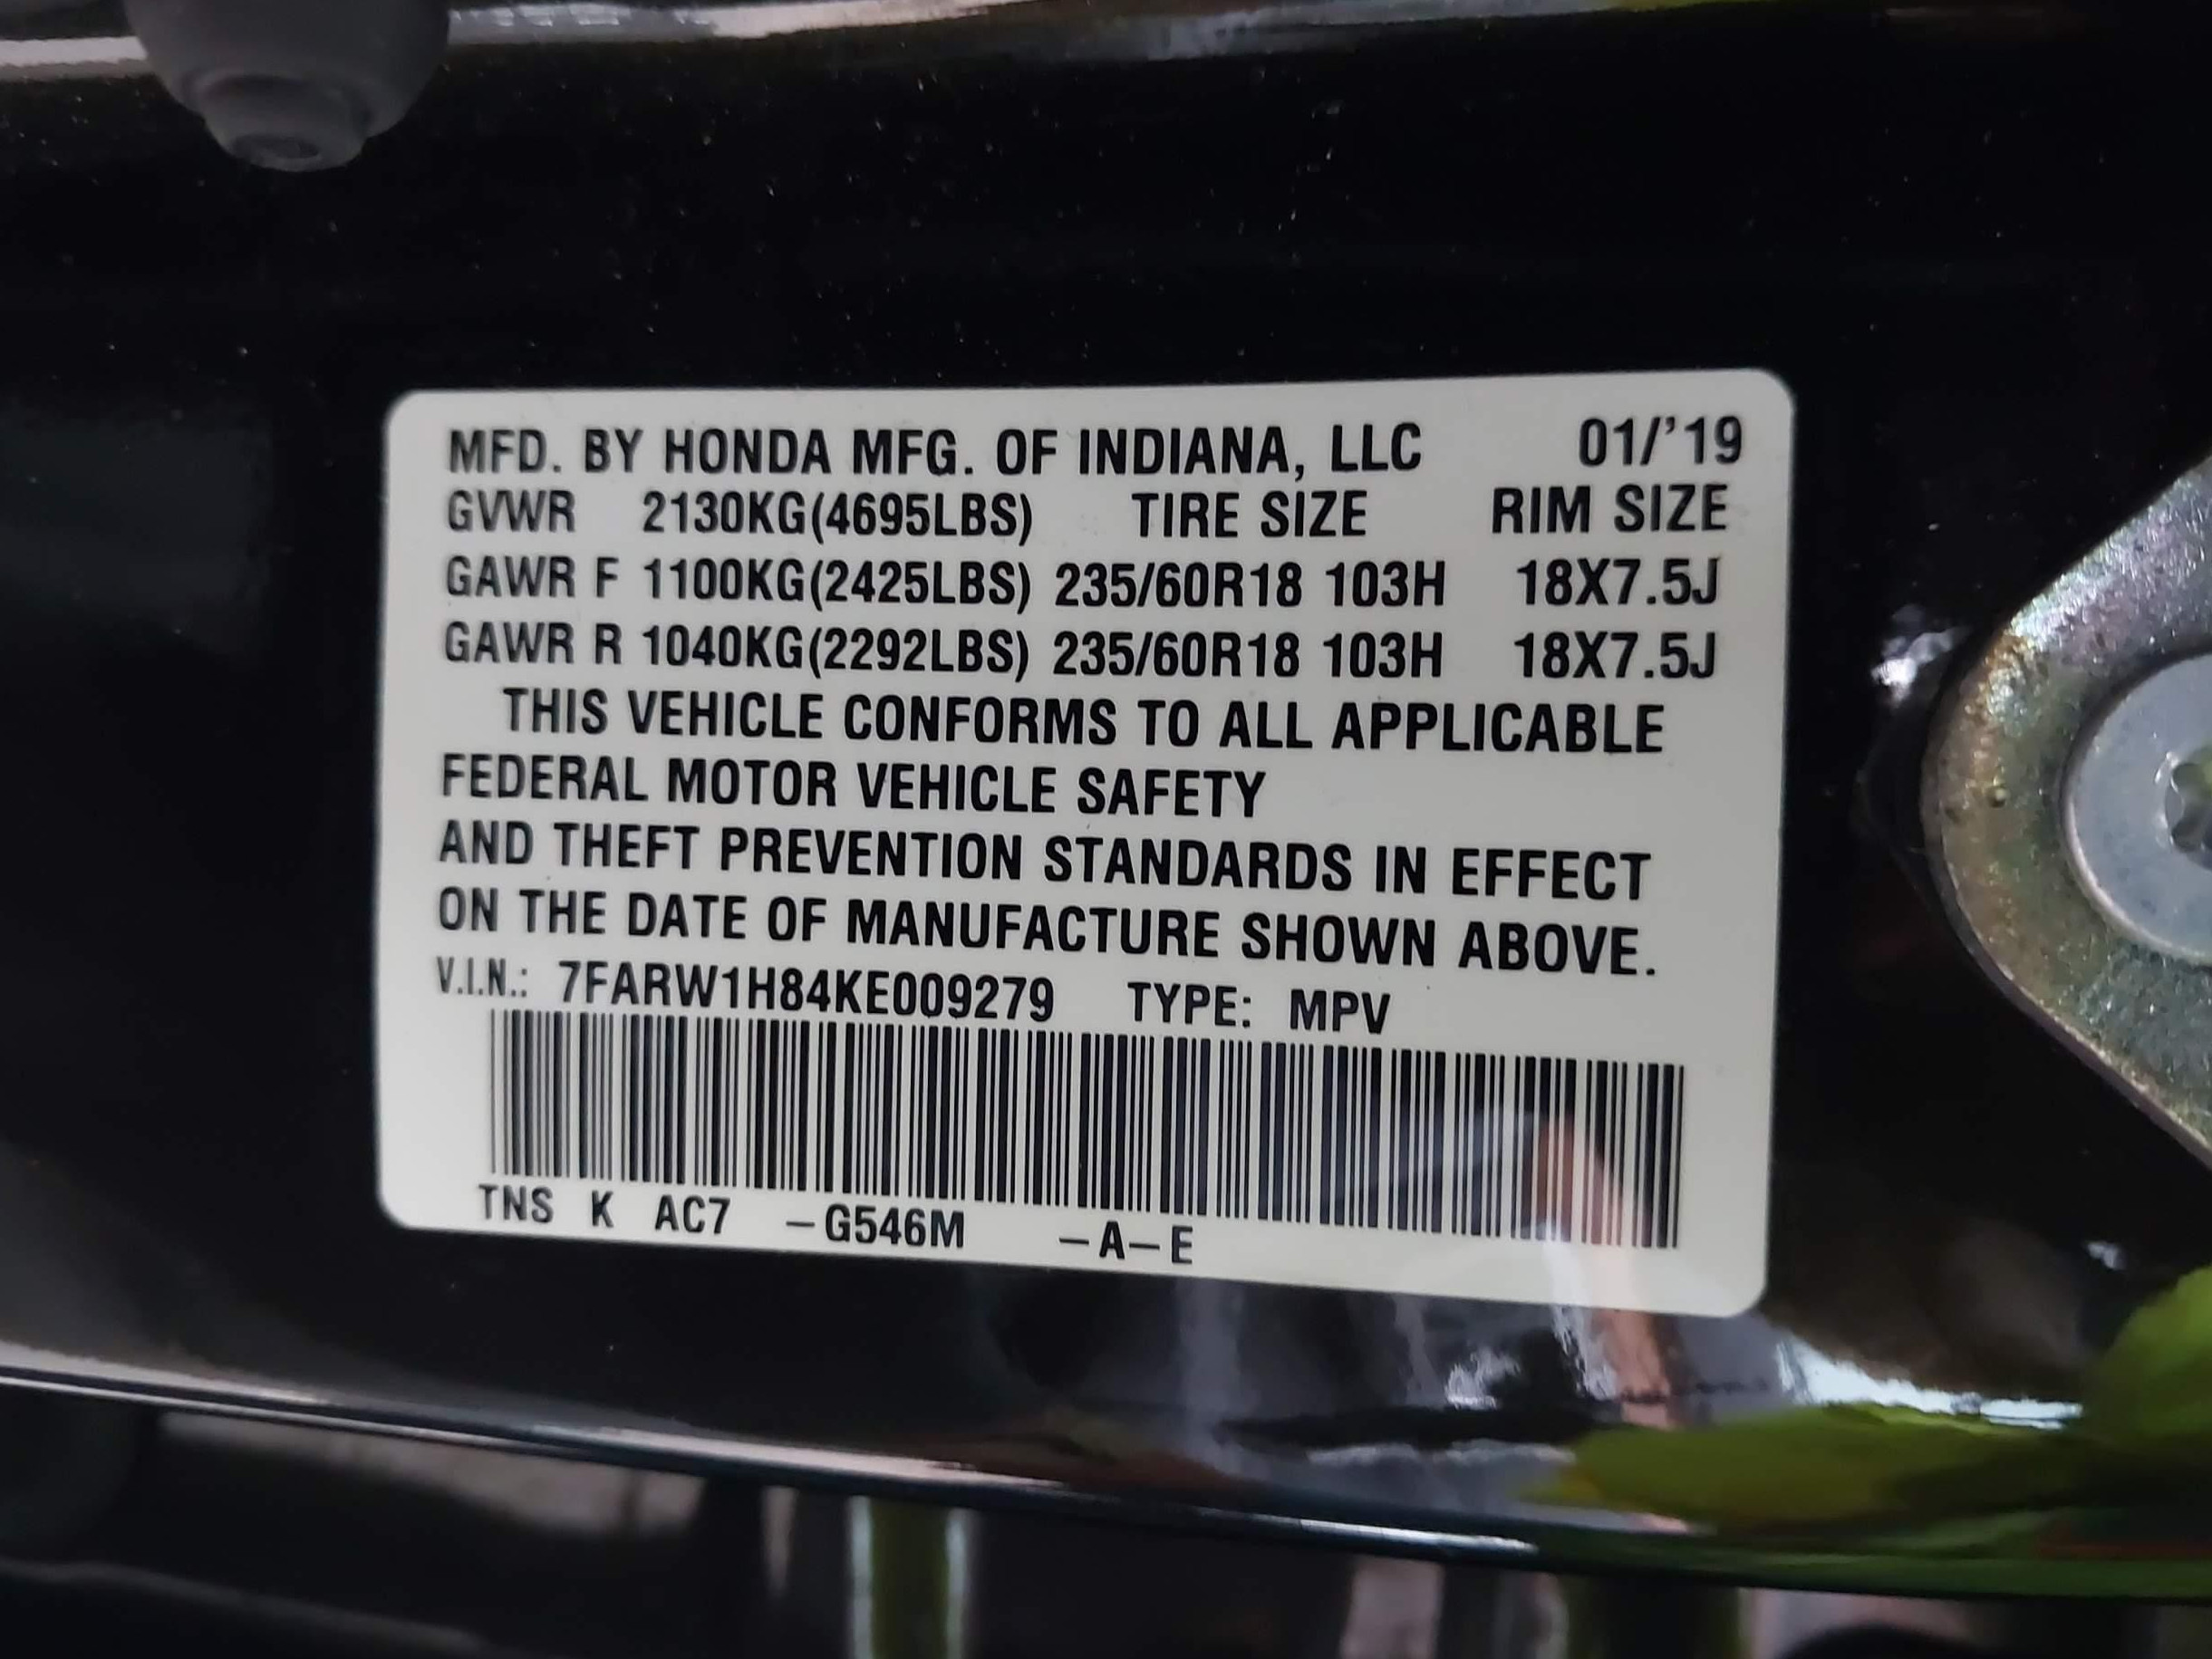 MFD. BY HONDA MFG. OF INDIANA, LLC 01/'19
GVWR 2130KG(4695LBS) TIRE SIZE RIM SIZE
GAWR F 1100KG(2425LBS) 235/60R18 103H 18X7.5J
GAWR R 1040KG(2292LBS) 235/60R18 103H 18X7.5J
THIS VEHICLE CONFORMS TO ALL APPLICABLE
FEDERAL MOTOR VEHICLE SAFETY
AND THEFT PREVENTION STANDARDS IN EFFECT
ON THE DATE OF MANUFACTURE SHOWN ABOVE.
V.I.N.: 7FARW1H84KE009279 TYPE: MPV
TNS K AC7 –G546M –A–E